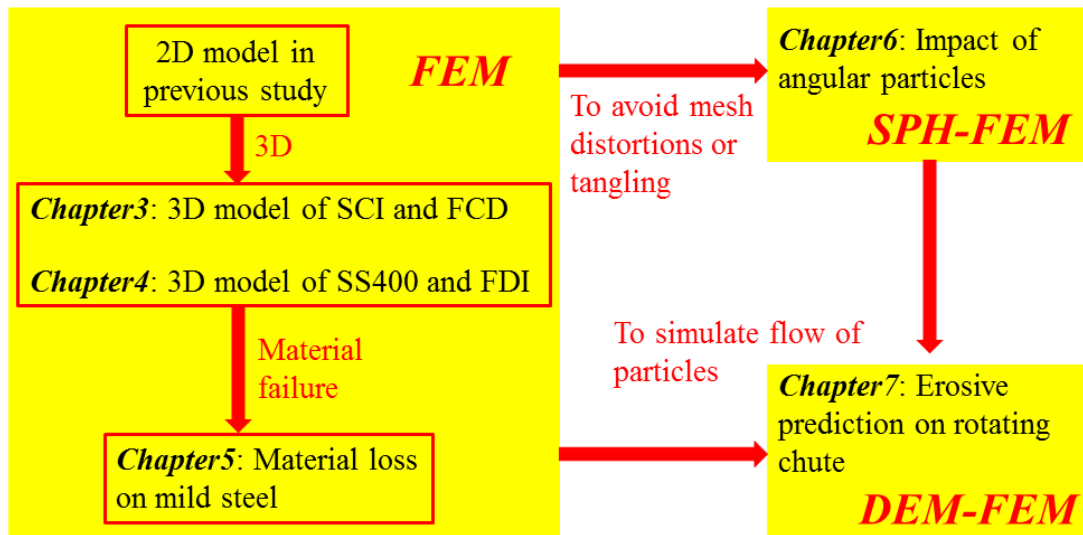 2D model in
previous study
FEM
3D
Chapter3: 3D model of SCI and FCD
Chapter4: 3D model of SS400 and FDI
Material
failure
Chapter5: Material loss
on mild steel
To avoid mesh
distortions or
tangling
Chapter6: Impact of
angular particles
SPH-FEM
To simulate flow of
particles
Chapter7: Erosive
prediction on rotating
chute
DEM-FEM